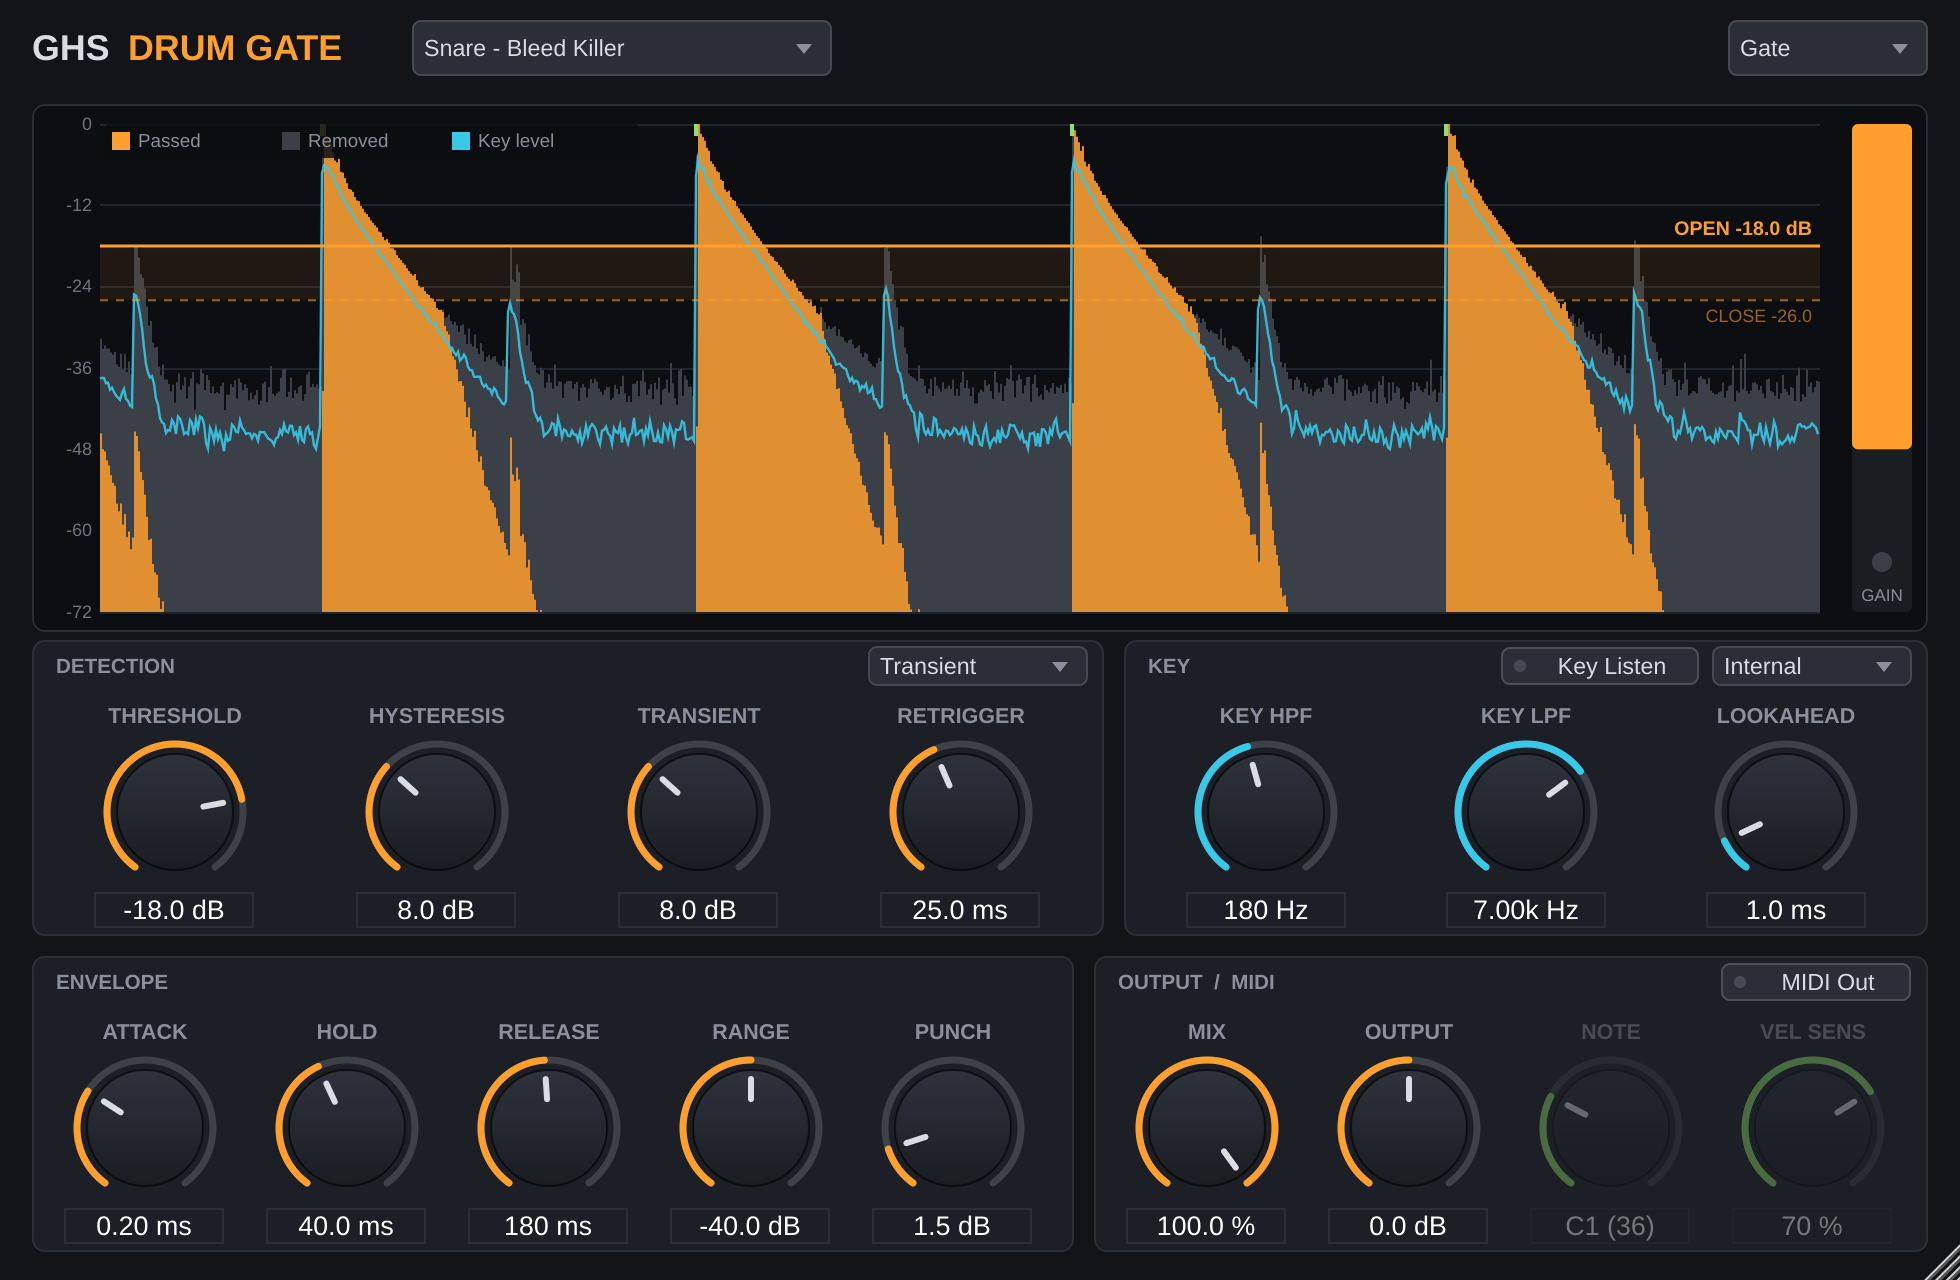 GHS DRUM GATE
Snare - Bleed Killer
Gate
0
Passed
Removed
Key level
-12
OPEN -18.0 dB
-24
CLOSE -26.0
-36
-48
-60
-72
GAIN
DETECTION
Transient
THRESHOLD
HYSTERESIS
TRANSIENT
RETRIGGER
-18.0 dB
8.0 dB
8.0 dB
25.0 ms
KEY
Key Listen
Internal
KEY HPF
KEY LPF
LOOKAHEAD
180 Hz
7.00k Hz
1.0 ms
ENVELOPE
ATTACK
HOLD
RELEASE
RANGE
PUNCH
0.20 ms
40.0 ms
180 ms
-40.0 dB
1.5 dB
OUTPUT / MIDI
MIDI Out
MIX
OUTPUT
NOTE
VEL SENS
100.0 %
0.0 dB
C1 (36)
70 %